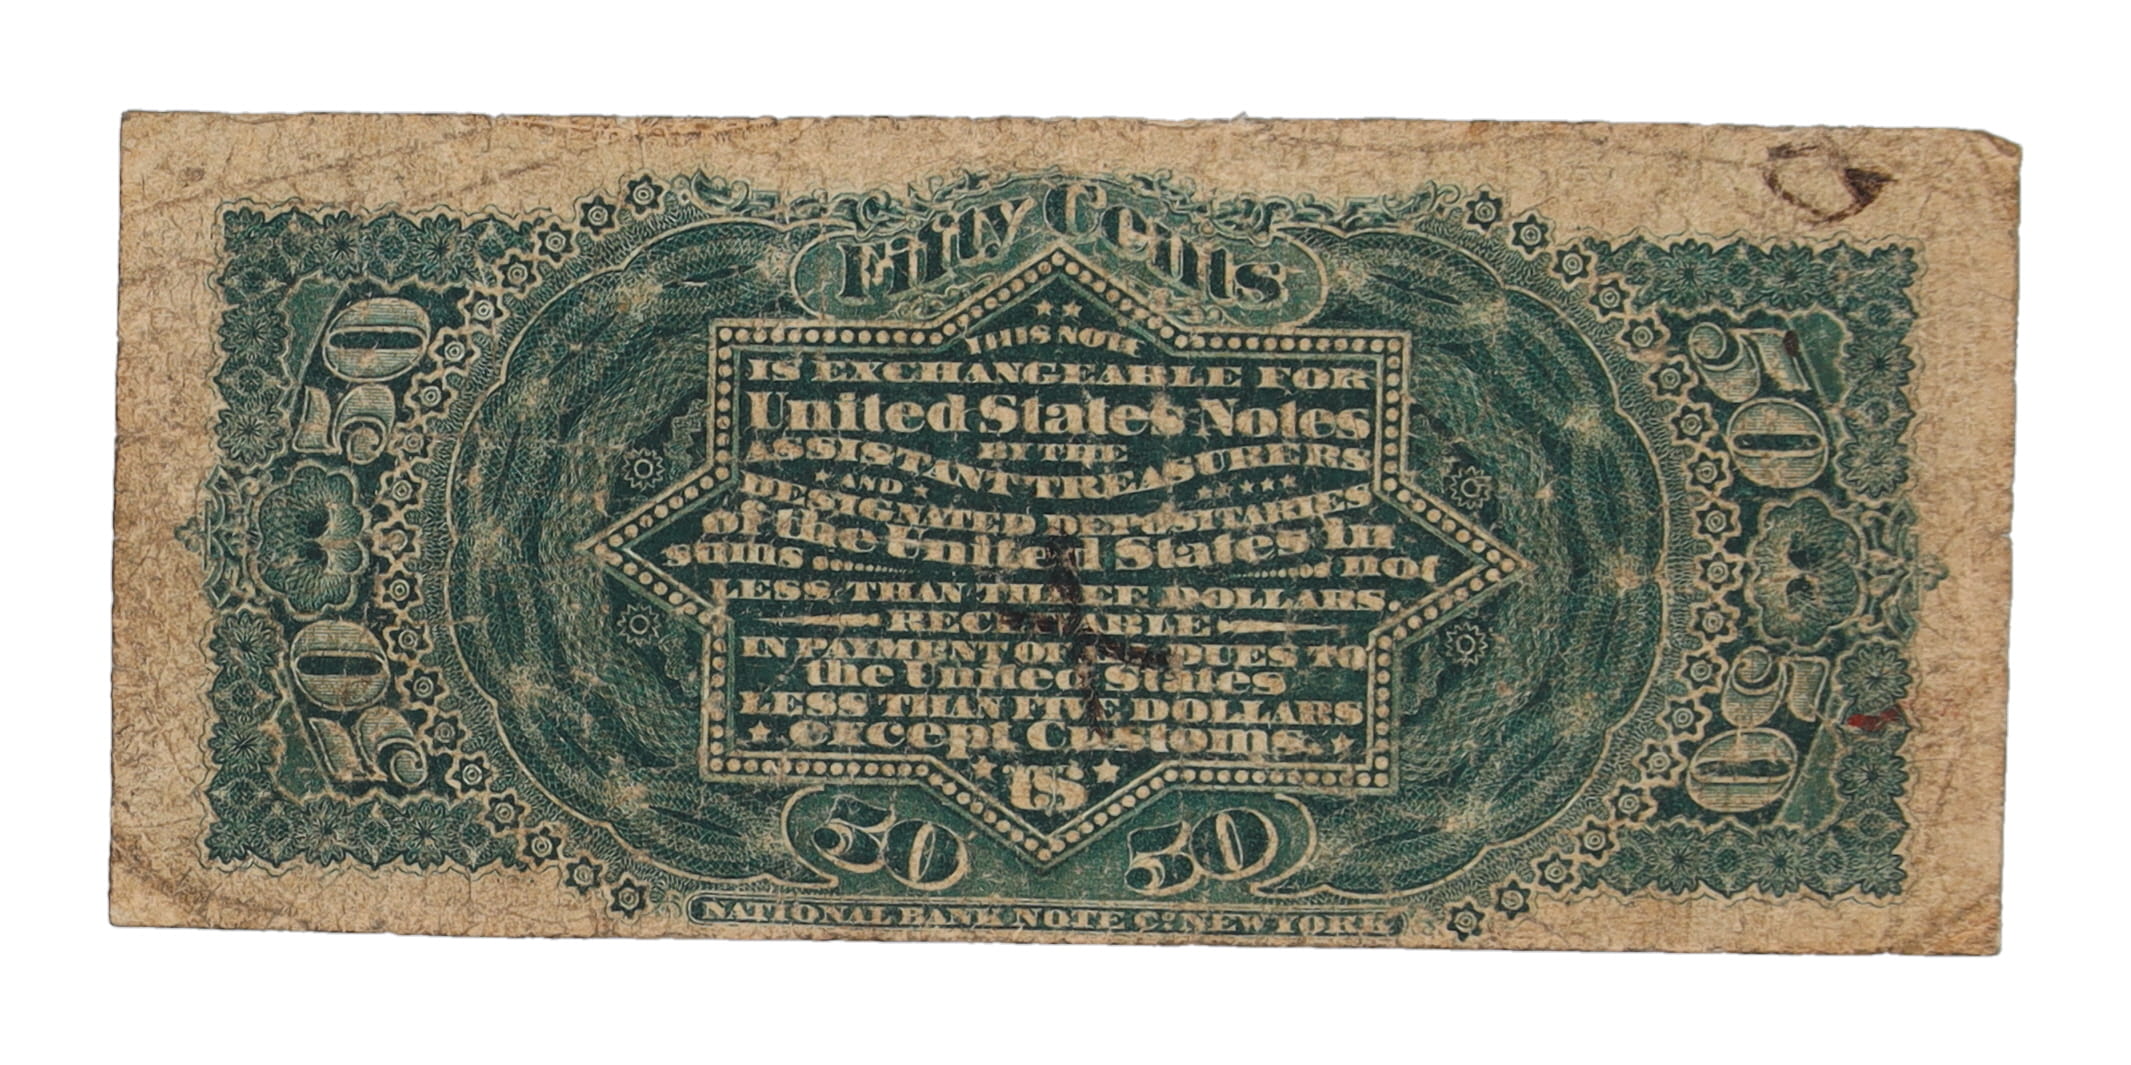 Fifty Cents
THIS NOTE
IS EXCHANGEABLE FOR
United States Notes
BY THE
ASSISTANT TREASURERS
AND
DESIGNATED DEPOSITARIES
of the United States in
sums not
LESS THAN THREE DOLLARS.
RECEIVABLE
IN PAYMENT OF ALL DUES TO
the United States
LESS THAN FIVE DOLLARS
except Customs.
50
50
50
50
50 50
NATIONAL BANK NOTE Co. NEW YORK